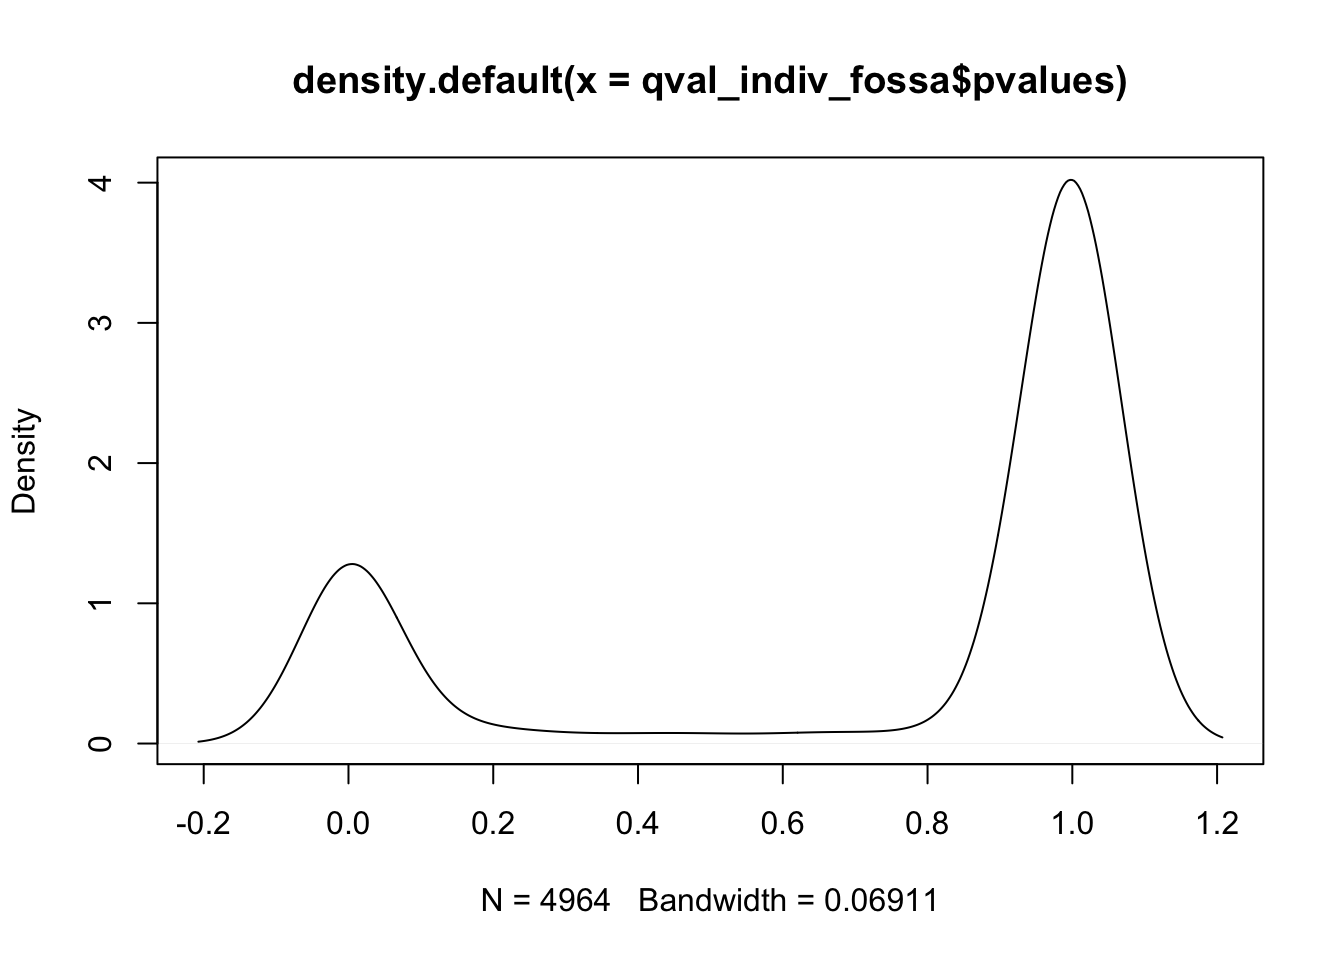 density.default(x = qval_indiv_fossa$pvalues)
Density
4
3
2
1
0
-0.2 0.0 0.2 0.4 0.6 0.8 1.0 1.2
N = 4964 Bandwidth = 0.06911